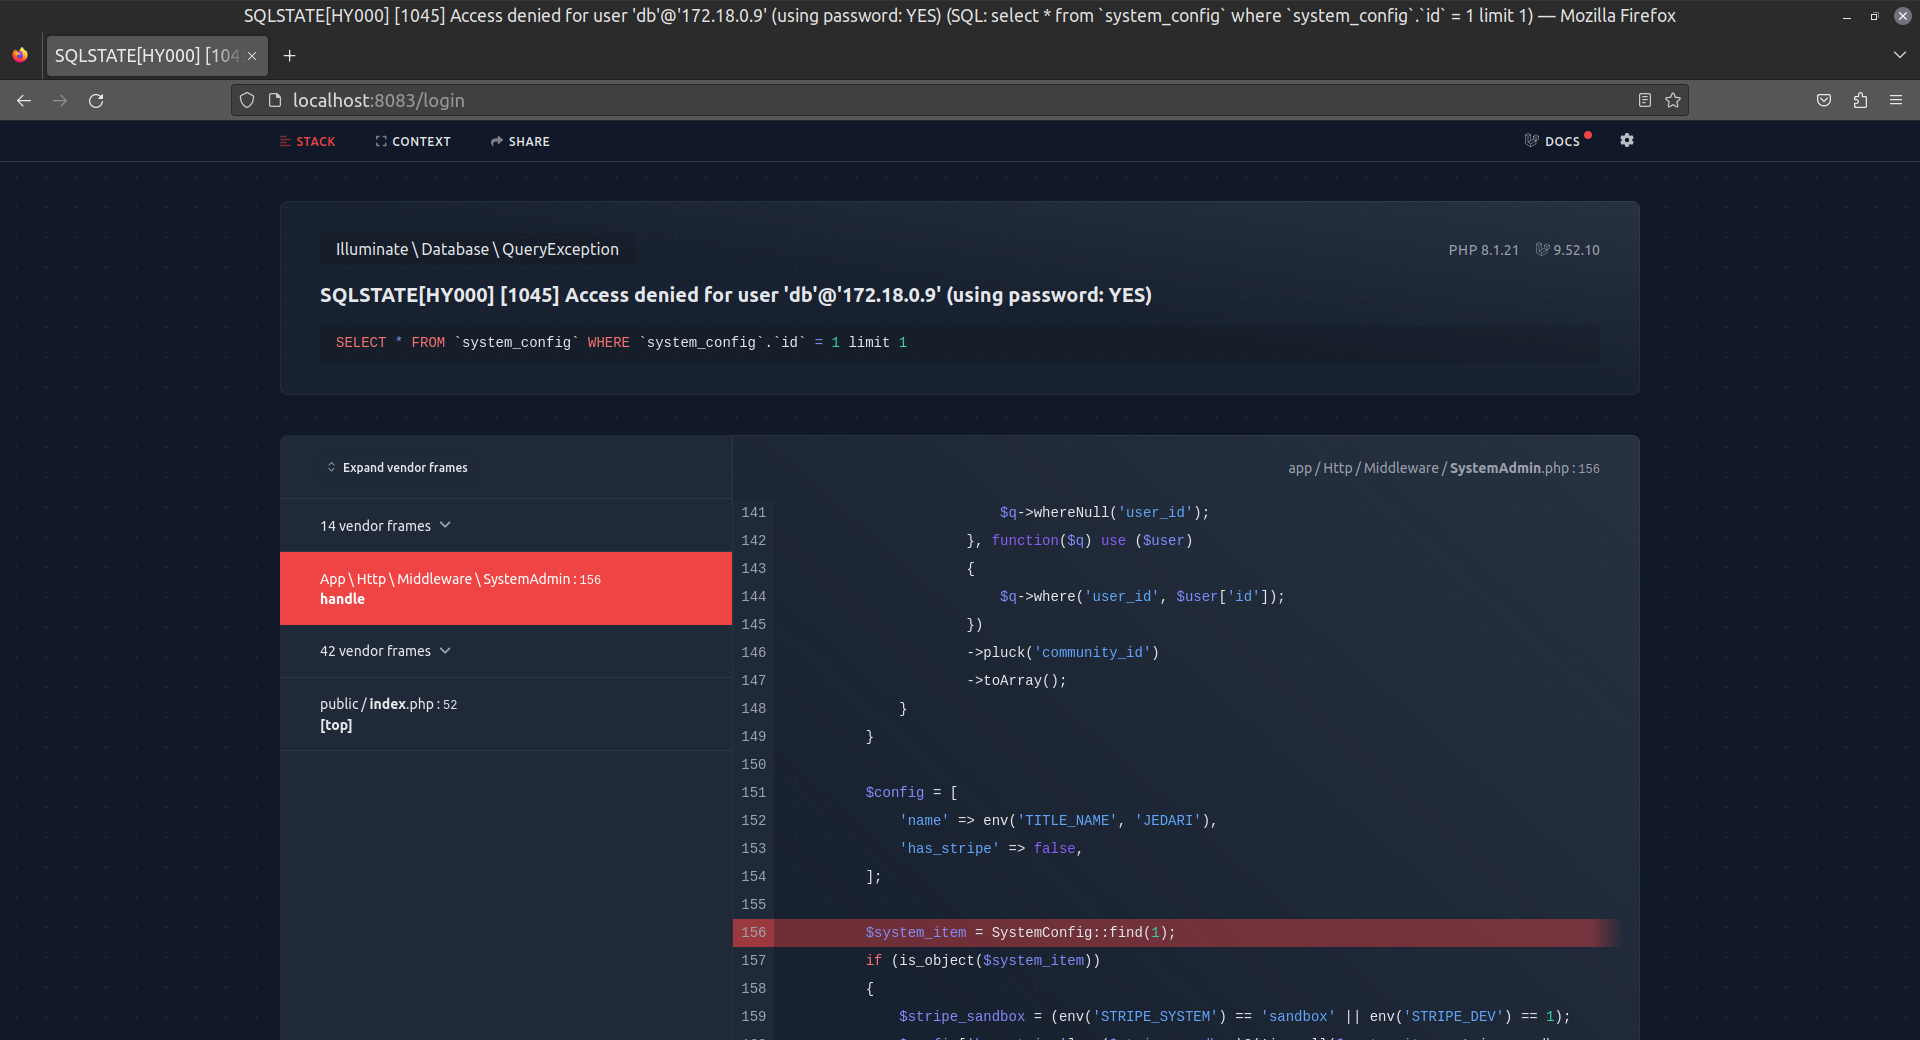 SQLSTATE[HY000] [1045] Access denied for user 'db'@'172.18.0.9' (using password: YES) (SQL: select * from `system_config` where `system_config`.`id` = 1 limit 1) — Mozilla Firefox
SQLSTATE[HY000] [104
localhost:8083/login
STACK
CONTEXT
SHARE
DOCS
Illuminate\Database\QueryException
PHP 8.1.21
9.52.10
SQLSTATE[HY000] [1045] Access denied for user 'db'@'172.18.0.9' (using password: YES)
SELECT * FROM `system_config` WHERE `system_config`.`id` = 1 limit 1
Expand vendor frames
14 vendor frames
App\Http\Middleware\SystemAdmin:156
handle
42 vendor frames
public/index.php:52
[top]
app/Http/Middleware/SystemAdmin.php:156
141 $q->whereNull('user_id');
142 }, function($q) use ($user)
143 {
144 $q->where('user_id', $user['id']);
145 })
146 ->pluck('community_id')
147 ->toArray();
148 }
149 }
150
151 $config = [
152 'name' => env('TITLE_NAME', 'JEDARI'),
153 'has_stripe' => false,
154 ];
155
156 $system_item = SystemConfig::find(1);
157 if (is_object($system_item))
158 {
159 $stripe_sandbox = (env('STRIPE_SYSTEM') == 'sandbox' || env('STRIPE_DEV') == 1);